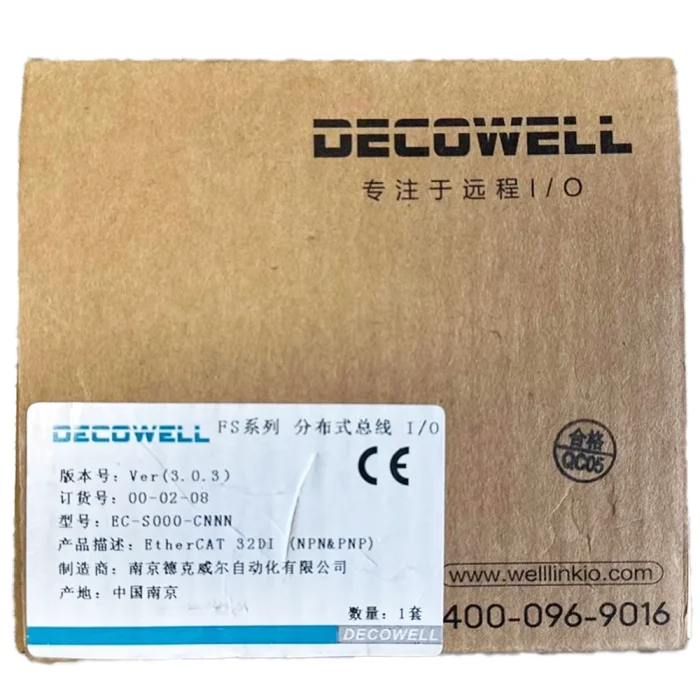 DECOWELL
专注于远程I/O
DECOWELL FS系列 分布式总线 I/O
版本号: Ver(3.0.3)
订货号: 00-02-08
型号: EC-S000-CNNN
产品描述: EtherCAT 32DI (NPN&PNP)
制造商: 南京德克威尔自动化有限公司
产地: 中国南京
数量: 1套
DECOWELL
CE
合格
QC05
www.welllinkio.com
400-096-9016